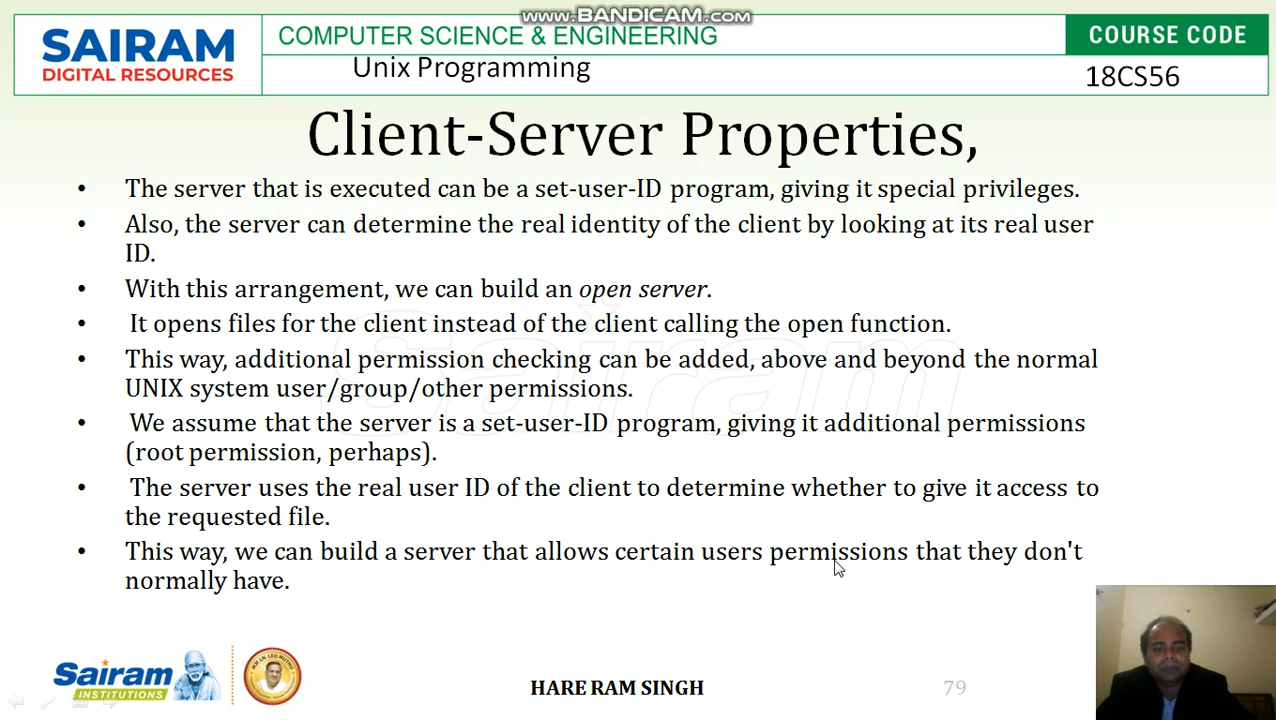 www.BANDICAM.com
SAIRAM
DIGITAL RESOURCES
COMPUTER SCIENCE & ENGINEERING
COURSE CODE
Unix Programming
18CS56
Client-Server Properties,
• The server that is executed can be a set-user-ID program, giving it special privileges.
• Also, the server can determine the real identity of the client by looking at its real user
ID.
• With this arrangement, we can build an open server.
• It opens files for the client instead of the client calling the open function.
• This way, additional permission checking can be added, above and beyond the normal
UNIX system user/group/other permissions.
• We assume that the server is a set-user-ID program, giving it additional permissions
(root permission, perhaps).
• The server uses the real user ID of the client to determine whether to give it access to
the requested file.
• This way, we can build a server that allows certain users permissions that they don't
normally have.
Sairam
Sairam
INSTITUTIONS
HARE RAM SINGH
79